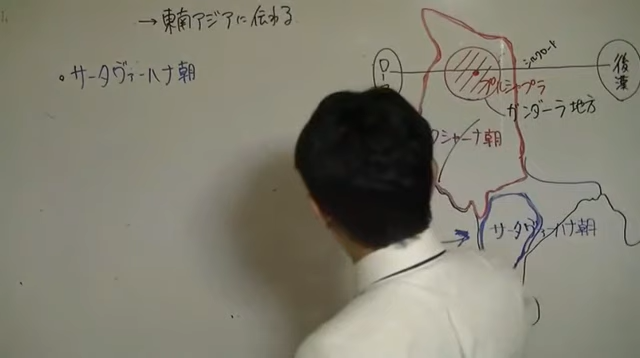 →東南アジアに伝わる
・サータヴァーハナ朝
シルクロード
ロー
後漢
プルシャプラ
ガンダーラ地方
クシャーナ朝
サータヴァーハナ朝